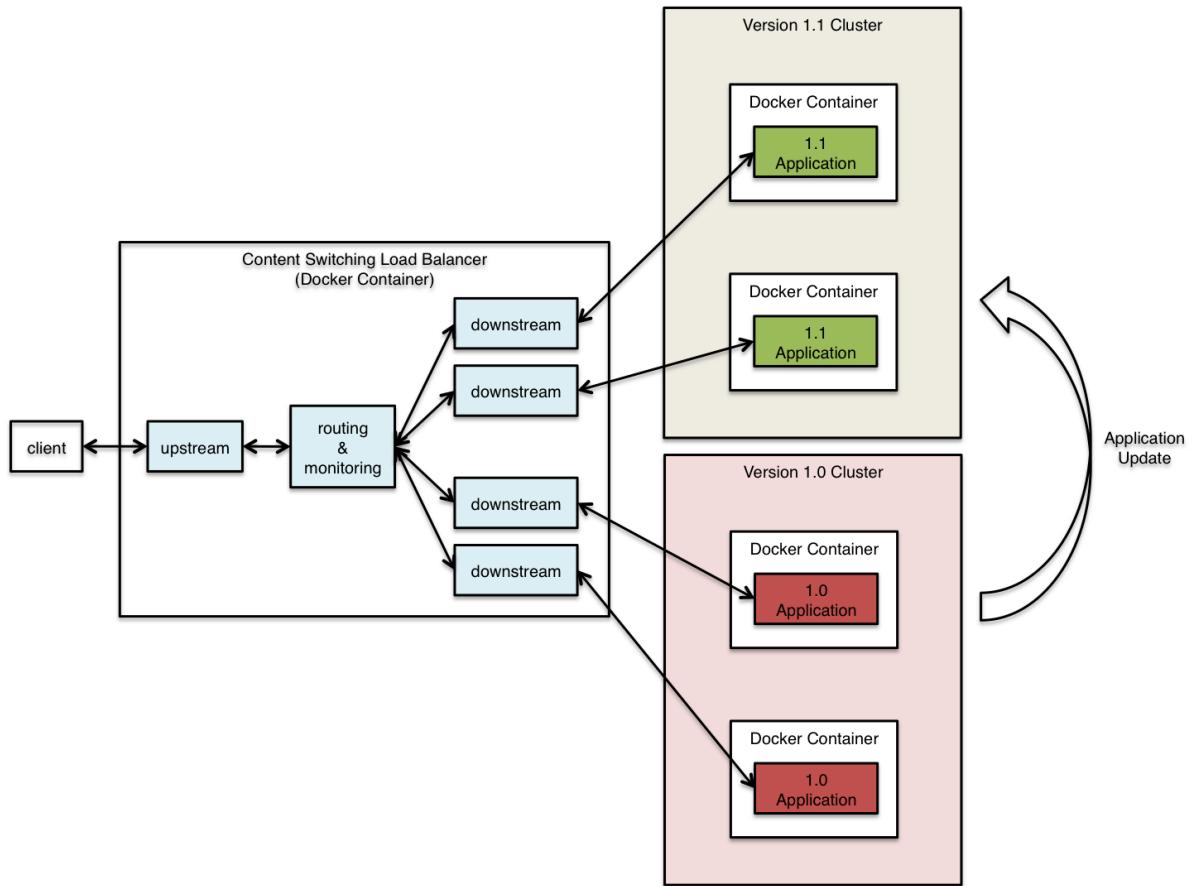 Version 1.1 Cluster
Docker Container
1.1
Application
Docker Container
1.1
Application
Content Switching Load Balancer
(Docker Container)
downstream
downstream
client
upstream
routing
&
monitoring
downstream
downstream
Version 1.0 Cluster
Docker Container
1.0
Application
Docker Container
1.0
Application
Application
Update